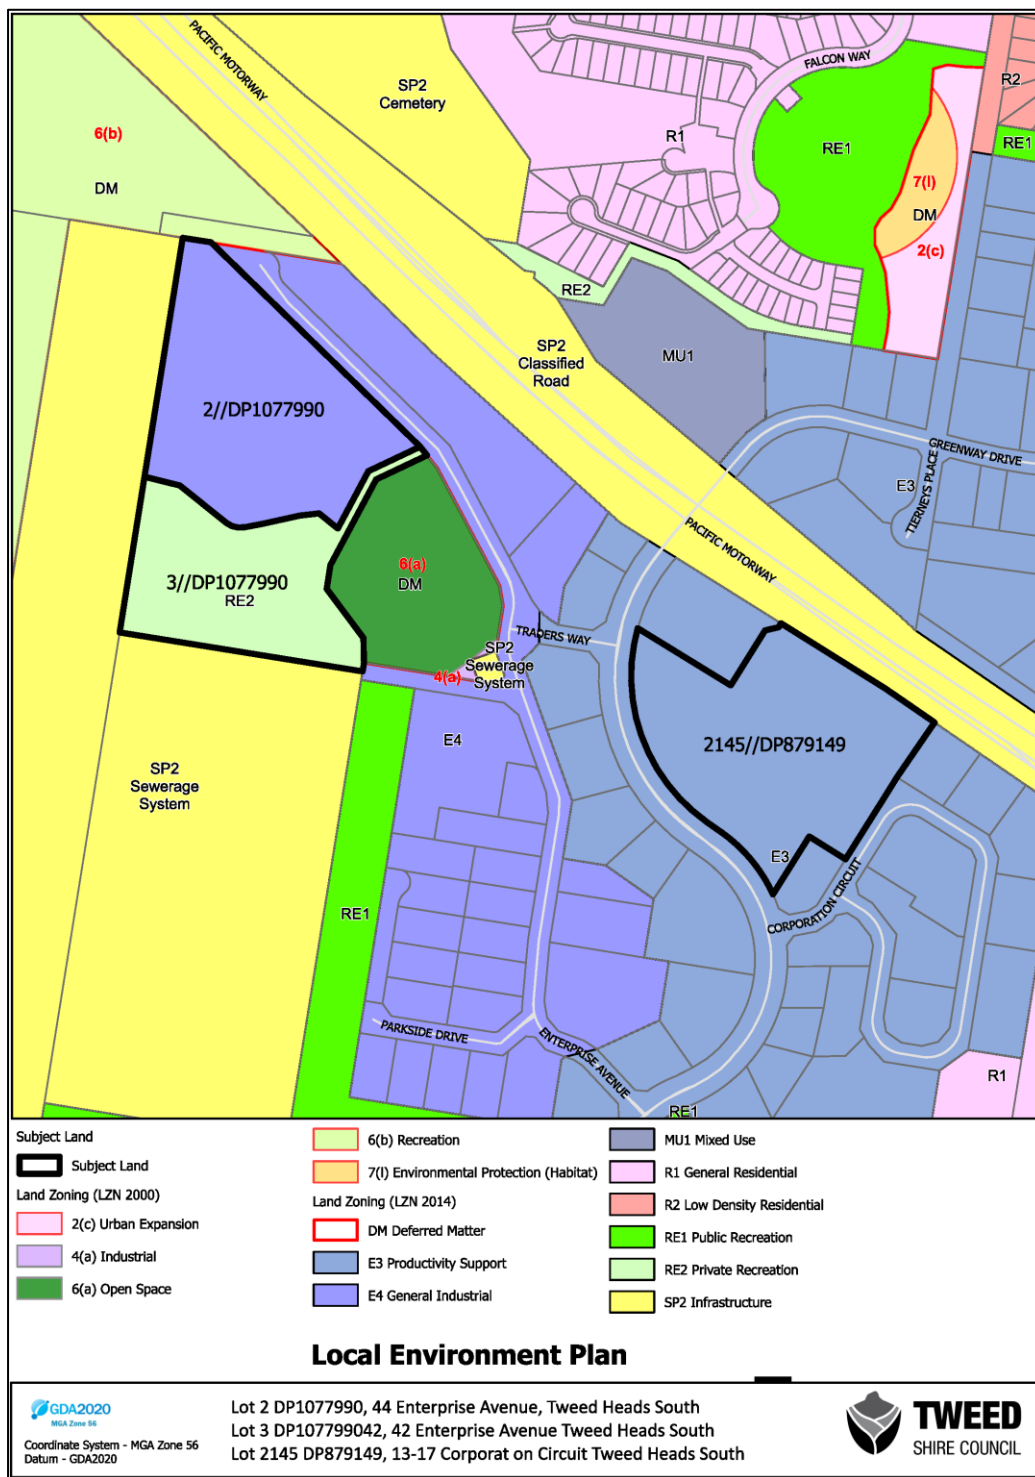 PACIFIC MOTORWAY
SP2
Cemetery
FALCON WAY
R2
6(b)
R1
RE1
RE1
DM
7(l)
DM
2(c)
RE2
SP2
Classified
Road
MU1
2//DP1077990
GREENWAY DRIVE
E3
TIERNEYS PLACE
PACIFIC MOTORWAY
6(a)
DM
3//DP1077990
RE2
TRADERS WAY
SP2
Sewerage
System
4(a)
E4
2145//DP879149
SP2
Sewerage
System
E3
CORPORATION CIRCUIT
RE1
PARKSIDE DRIVE
ENTERPRISE AVENUE
R1
RE1
Subject Land
Subject Land
Land Zoning (LZN 2000)
2(c) Urban Expansion
4(a) Industrial
6(a) Open Space
6(b) Recreation
7(l) Environmental Protection (Habitat)
Land Zoning (LZN 2014)
DM Deferred Matter
E3 Productivity Support
E4 General Industrial
MU1 Mixed Use
R1 General Residential
R2 Low Density Residential
RE1 Public Recreation
RE2 Private Recreation
SP2 Infrastructure
Local Environment Plan
GDA2020
MGA Zone 56
Coordinate System - MGA Zone 56
Datum - GDA2020
Lot 2 DP1077990, 44 Enterprise Avenue, Tweed Heads South
Lot 3 DP107799042, 42 Enterprise Avenue Tweed Heads South
Lot 2145 DP879149, 13-17 Corporat on Circuit Tweed Heads South
TWEED
SHIRE COUNCIL